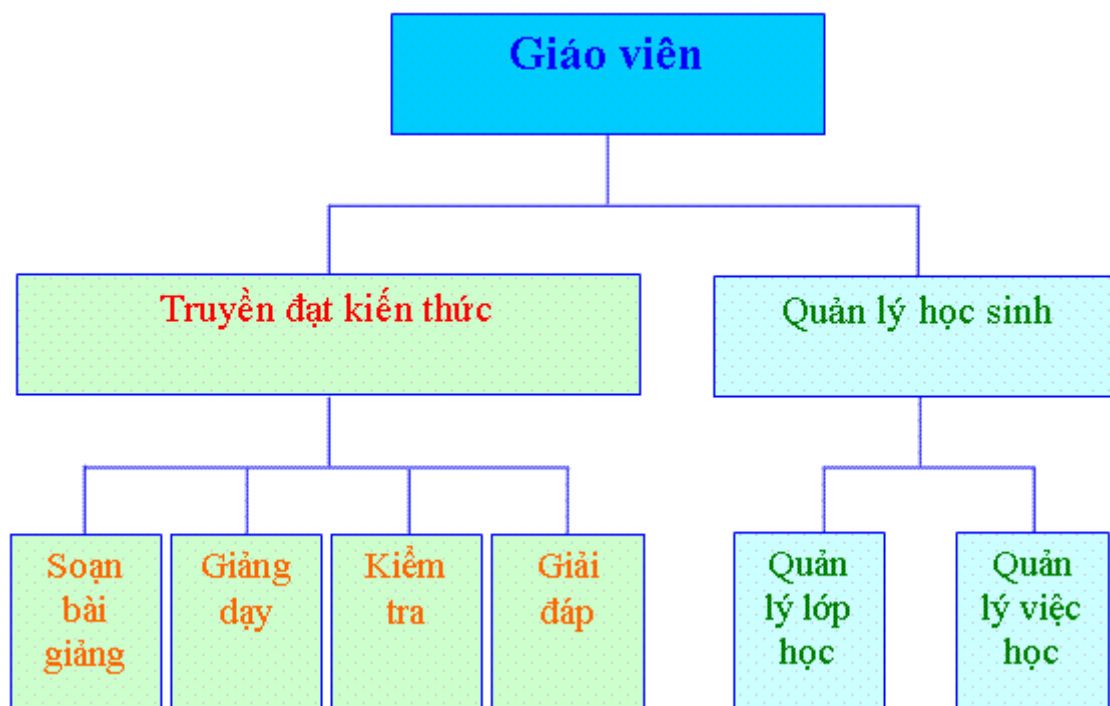 Giáo viên
Truyền đạt kiến thức
Quản lý học sinh
Soạn
bài
giảng
Giảng
dạy
Kiểm
tra
Giải
đáp
Quản
lý lớp
học
Quản
lý việc
học